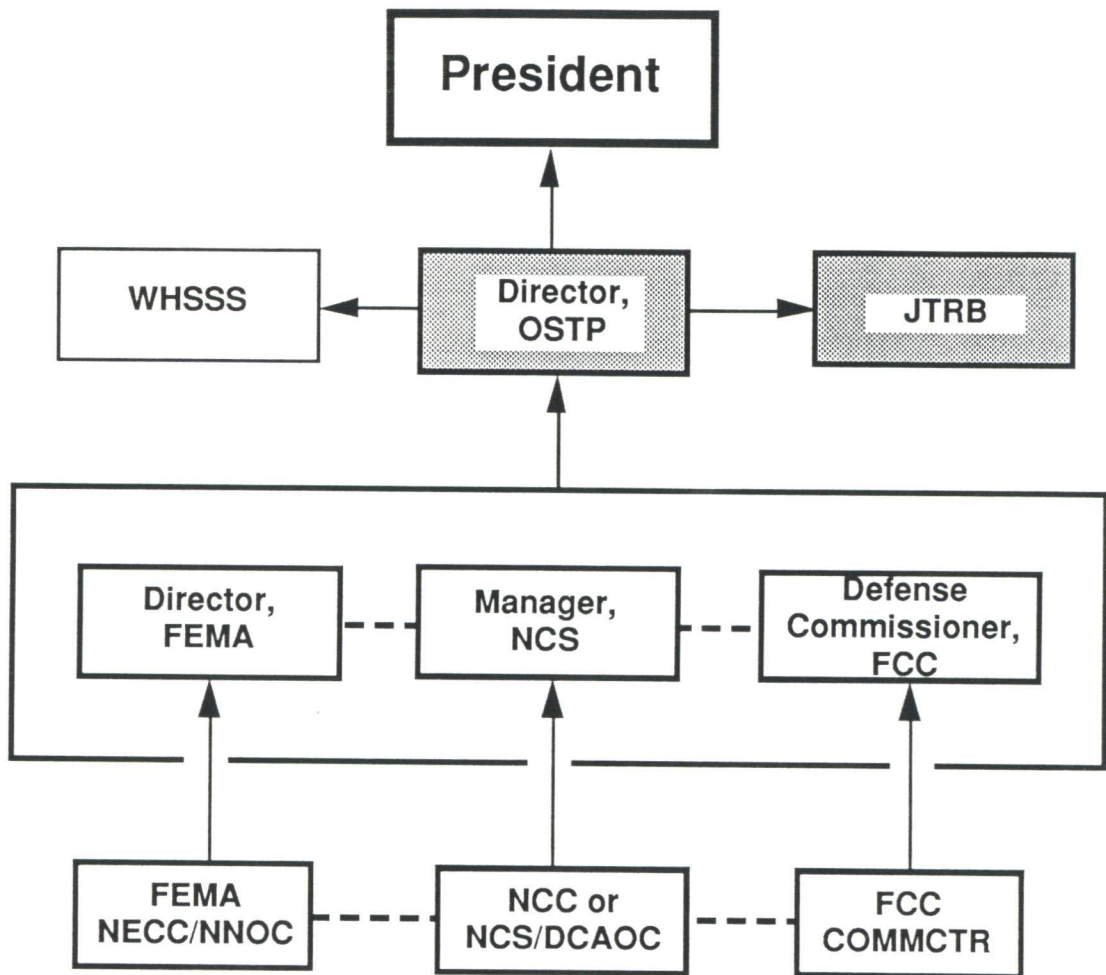 President
WHSSS
Director,
OSTP
JTRB
Director,
FEMA
Manager,
NCS
Defense
Commissioner,
FCC
FEMA
NECC/NNOC
NCC or
NCS/DCAOC
FCC
COMMCTR